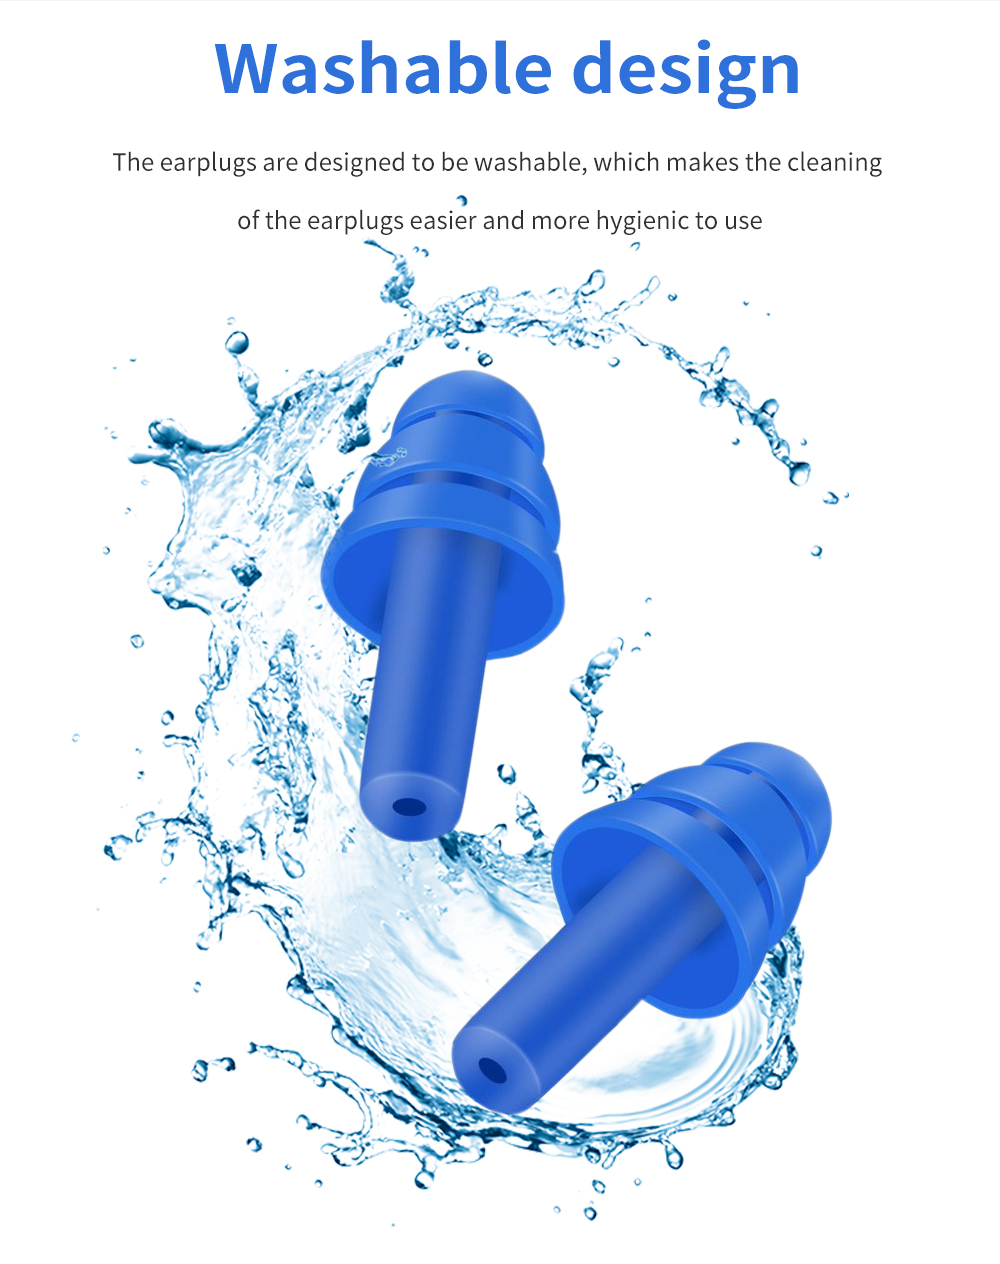 Washable design
The earplugs are designed to be washable, which makes the cleaning
of the earplugs easier and more hygienic to use